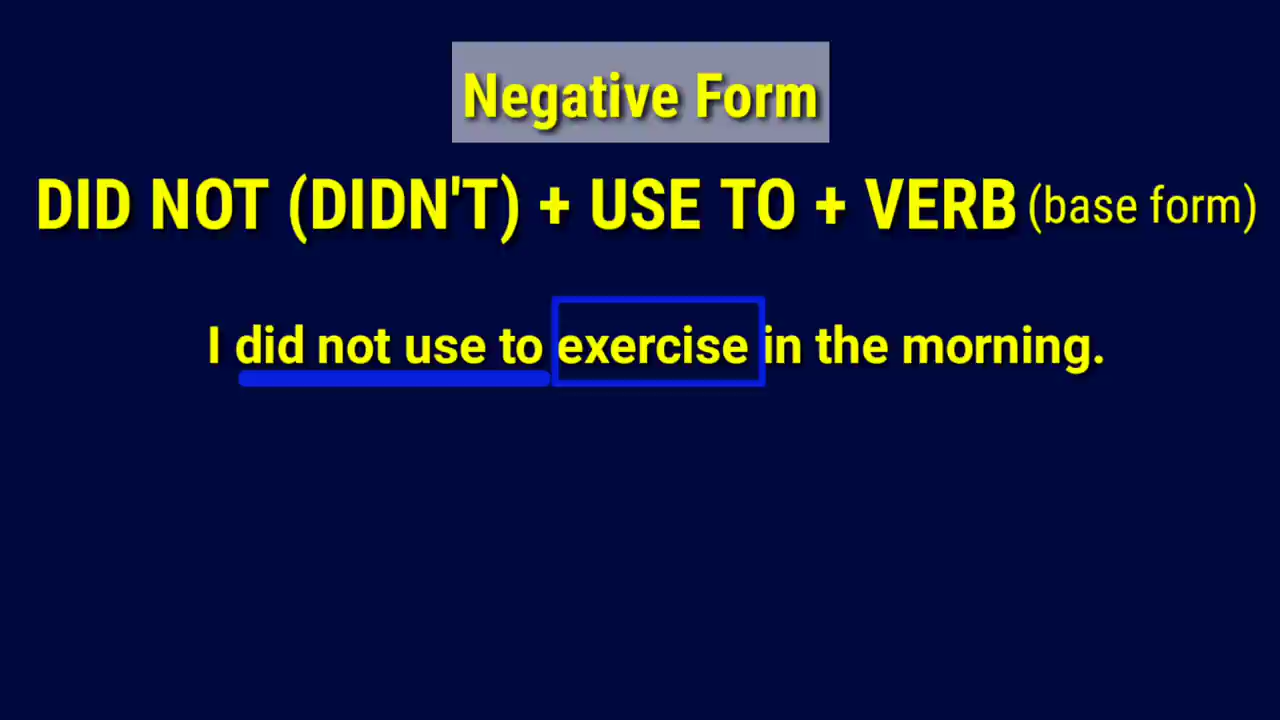 Negative Form
DID NOT (DIDN'T) + USE TO + VERB (base form)
I did not use to exercise in the morning.